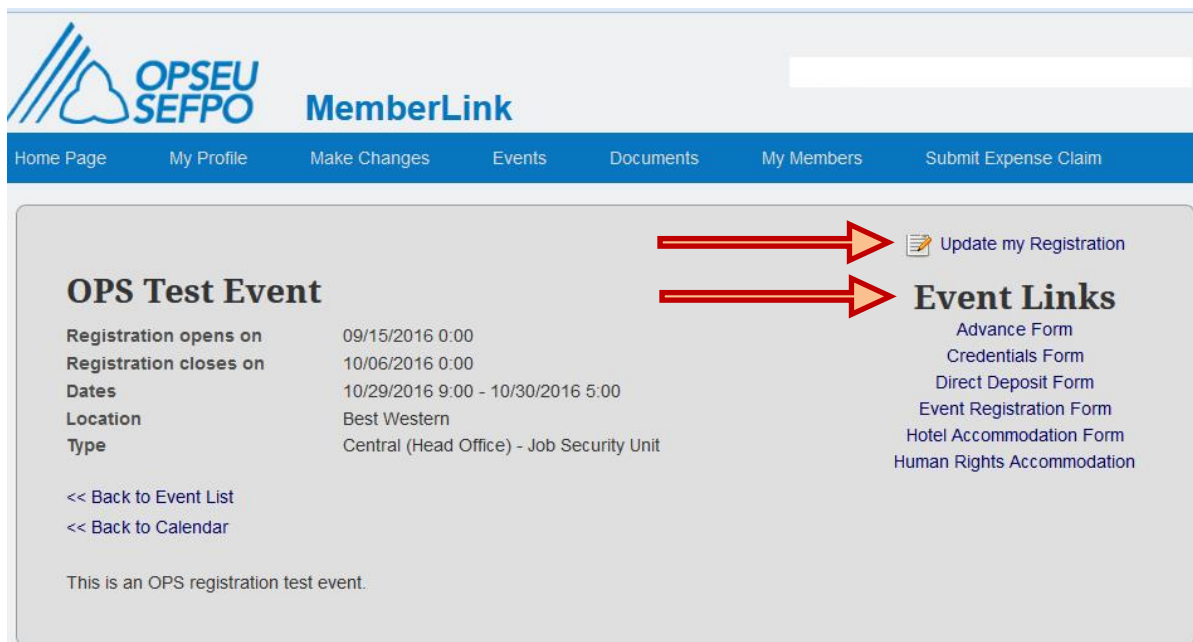 OPSEU
SEFPO
MemberLink
Home Page My Profile Make Changes Events Documents My Members Submit Expense Claim
Update my Registration
OPS Test Event
Registration opens on 09/15/2016 0:00
Registration closes on 10/06/2016 0:00
Dates 10/29/2016 9:00 - 10/30/2016 5:00
Location Best Western
Type Central (Head Office) - Job Security Unit
<< Back to Event List
<< Back to Calendar
This is an OPS registration test event.
Event Links
Advance Form
Credentials Form
Direct Deposit Form
Event Registration Form
Hotel Accommodation Form
Human Rights Accommodation